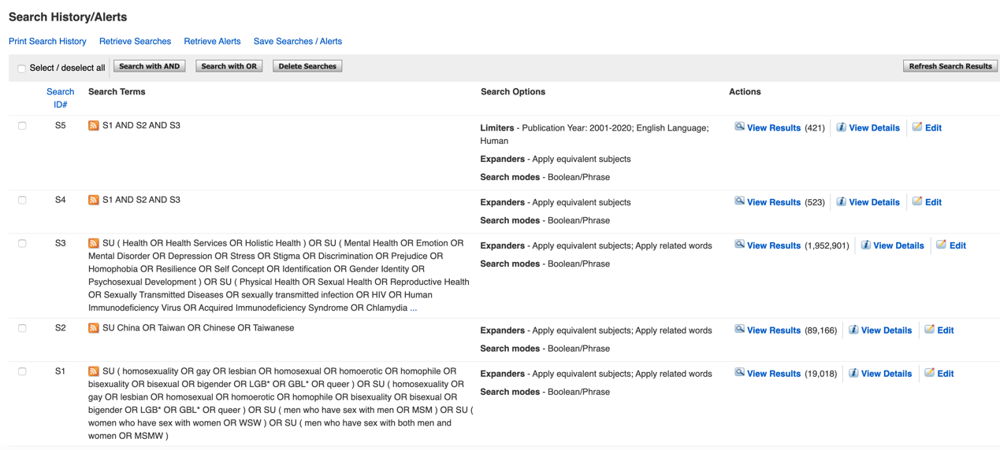 Search History/Alerts
Print Search History Retrieve Searches Retrieve Alerts Save Searches / Alerts
Select / deselect all Search with AND Search with OR Delete Searches Refresh Search Results
Search ID# Search Terms Search Options Actions
S5 S1 AND S2 AND S3
Limiters - Publication Year: 2001-2020; English Language;
Human
Expanders - Apply equivalent subjects
Search modes - Boolean/Phrase
View Results (421) View Details Edit
S4 S1 AND S2 AND S3
Expanders - Apply equivalent subjects
Search modes - Boolean/Phrase
View Results (523) View Details Edit
S3 SU ( Health OR Health Services OR Holistic Health ) OR SU ( Mental Health OR Emotion OR
Mental Disorder OR Depression OR Stress OR Stigma OR Discrimination OR Prejudice OR
Homophobia OR Resilience OR Self Concept OR Identification OR Gender Identity OR
Psychosexual Development ) OR SU ( Physical Health OR Sexual Health OR Reproductive Health
OR Sexually Transmitted Diseases OR sexually transmitted infection OR HIV OR Human
Immunodeficiency Virus OR Acquired Immunodeficiency Syndrome OR Chlamydia ...
Expanders - Apply equivalent subjects; Apply related words
Search modes - Boolean/Phrase
View Results (1,952,901) View Details Edit
S2 SU China OR Taiwan OR Chinese OR Taiwanese
Expanders - Apply equivalent subjects; Apply related words
Search modes - Boolean/Phrase
View Results (89,166) View Details Edit
S1 SU ( homosexuality OR gay OR lesbian OR homosexual OR homoerotic OR homophile OR
bisexuality OR bisexual OR bigender OR LGB* OR GBL* OR queer ) OR SU ( homosexuality OR
gay OR lesbian OR homosexual OR homoerotic OR homophile OR bisexuality OR bisexual OR
bigender OR LGB* OR GBL* OR queer ) OR SU ( men who have sex with men OR MSM ) OR SU (
women who have sex with women OR WSW ) OR SU ( men who have sex with both men and
women OR MSMW )
Expanders - Apply equivalent subjects; Apply related words
Search modes - Boolean/Phrase
View Results (19,018) View Details Edit